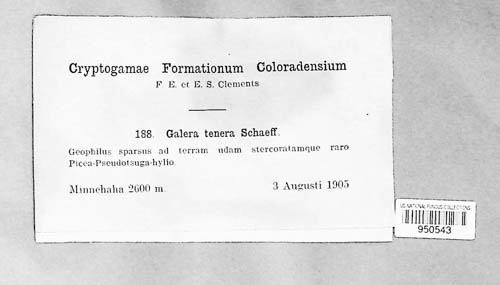 Cryptogamae Formationum Coloradensium
F. E. et E. S. Clements
188. Galera tenera Schaeff.
Geophilus sparsus ad terram udam stercoratamque raro
Picea-Pseudotsuga-hylio.
Minnehaha 2600 m. 3 Augusti 1905
US NATIONAL FUNGUS COLLECTIONS
950543